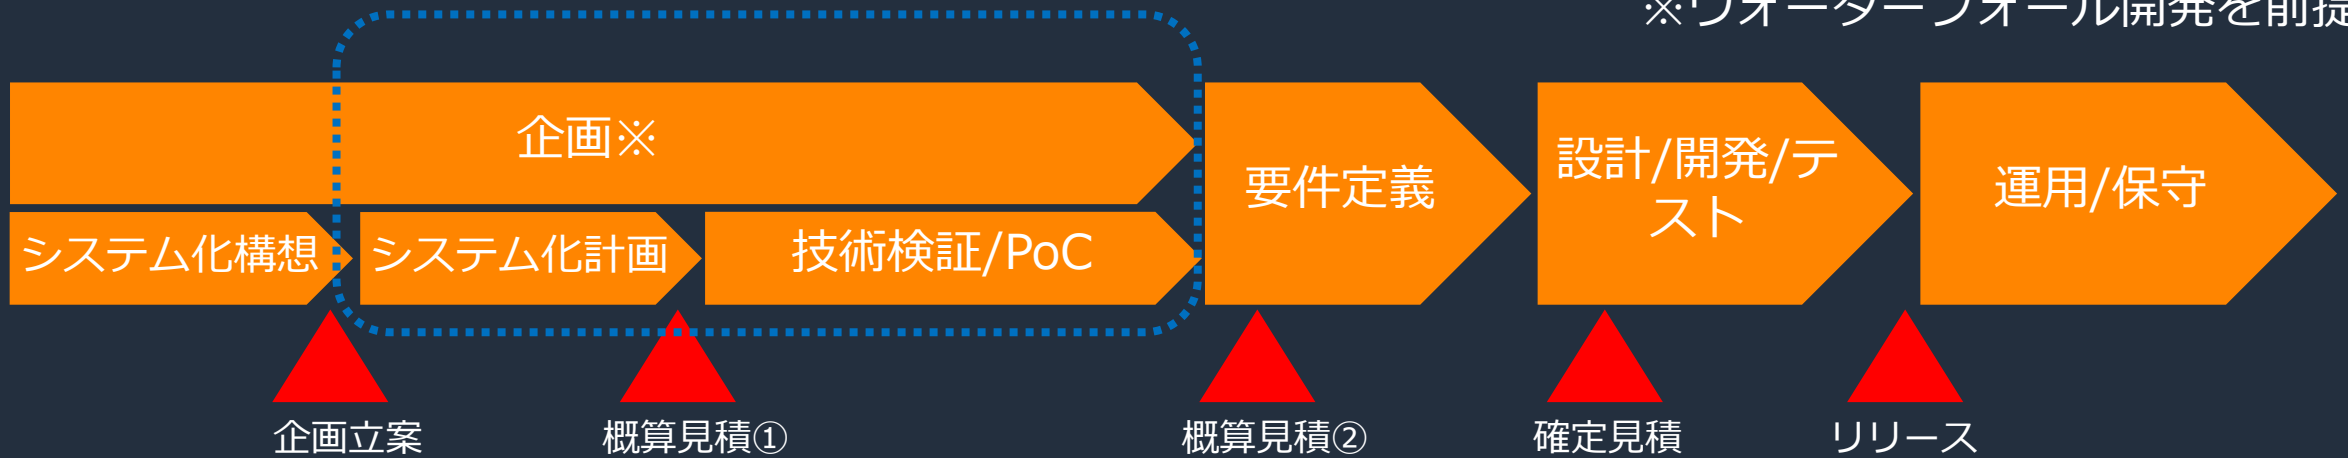 ※ウォーターフォール開発を前提
企画※
要件定義
設計/開発/テ
スト
運用/保守
システム化構想
システム化計画
技術検証/PoC
企画立案
概算見積①
概算見積②
確定見積
リリース